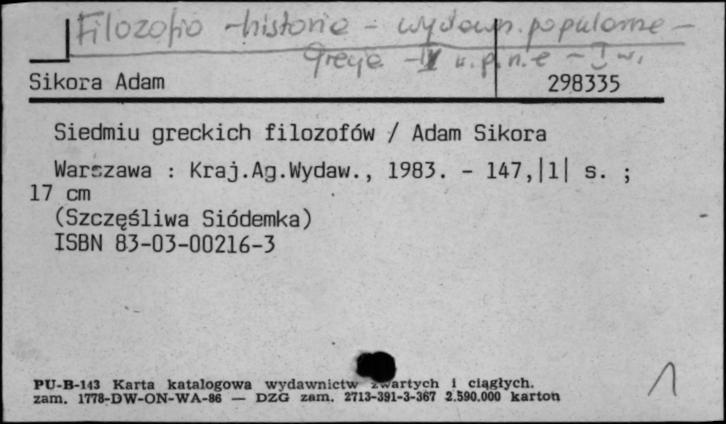 Filozofia - historia - wydawn. popularne -
Grecja - IV w.p.n.e - I w.
Sikora Adam 298335
Siedmiu greckich filozofów / Adam Sikora
Warszawa : Kraj.Ag.Wydaw., 1983. - 147,|1| s. ;
17 cm
(Szczęśliwa Siódemka)
ISBN 83-03-00216-3
PU-B-143 Karta katalogowa wydawnictw zwartych i ciągłych.
zam. 1778-DW-ON-WA-86 — DZG zam. 2713-391-3-367 2.590.000 karton
1